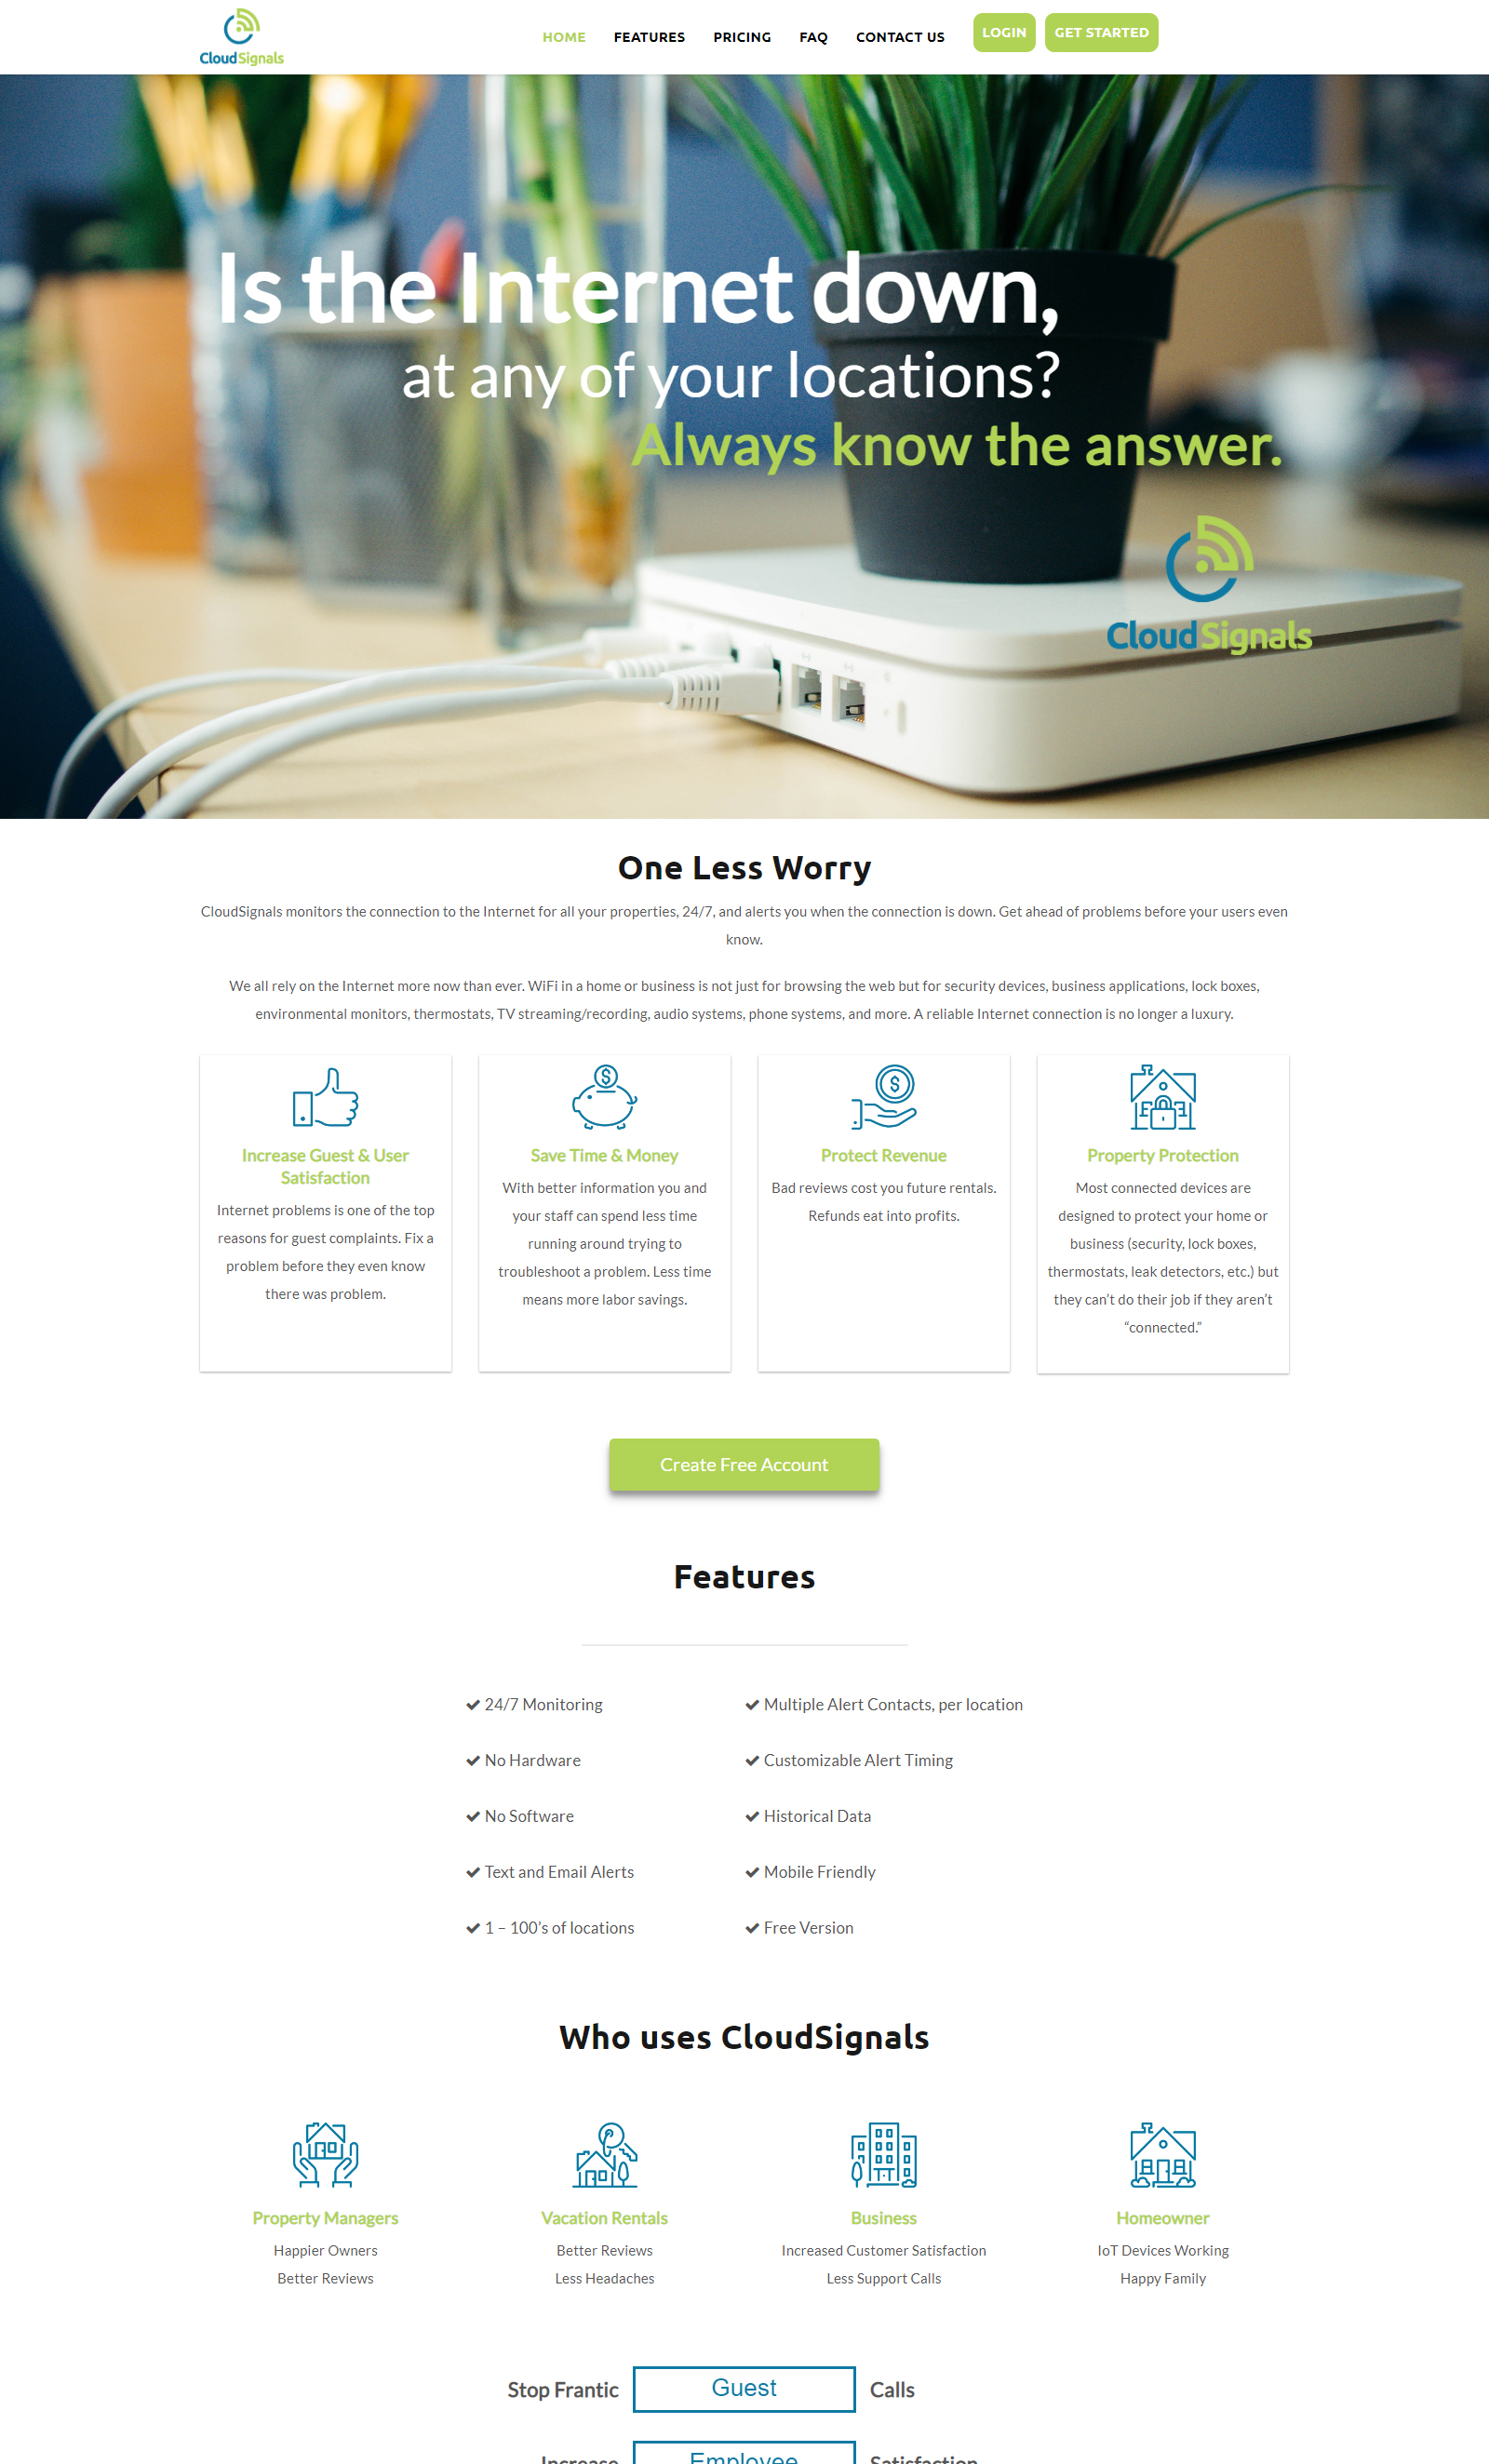 CloudSignals
HOME
FEATURES
PRICING
FAQ
CONTACT US
LOGIN
GET STARTED
Is the Internet down,
at any of your locations?
Always know the answer.
CloudSignals
One Less Worry
CloudSignals monitors the connection to the Internet for all your properties, 24/7, and alerts you when the connection is down. Get ahead of problems before your users even
know.
We all rely on the Internet more now than ever. WiFi in a home or business is not just for browsing the web but for security devices, business applications, lock boxes,
environmental monitors, thermostats, TV streaming/recording, audio systems, phone systems, and more. A reliable Internet connection is no longer a luxury.
Increase Guest & User
Satisfaction
Internet problems is one of the top
reasons for guest complaints. Fix a
problem before they even know
there was problem.
Save Time & Money
With better information you and
your staff can spend less time
running around trying to
troubleshoot a problem. Less time
means more labor savings.
Protect Revenue
Bad reviews cost you future rentals.
Refunds eat into profits.
Property Protection
Most connected devices are
designed to protect your home or
business (security, lock boxes,
thermostats, leak detectors, etc.) but
they can’t do their job if they aren’t
“connected.”
Create Free Account
Features
24/7 Monitoring
No Hardware
No Software
Text and Email Alerts
1 – 100’s of locations
Multiple Alert Contacts, per location
Customizable Alert Timing
Historical Data
Mobile Friendly
Free Version
Who uses CloudSignals
Property Managers
Happier Owners
Better Reviews
Vacation Rentals
Better Reviews
Less Headaches
Business
Increased Customer Satisfaction
Less Support Calls
Homeowner
IoT Devices Working
Happy Family
Stop Frantic Guest Calls
Increase Employee Satisfaction